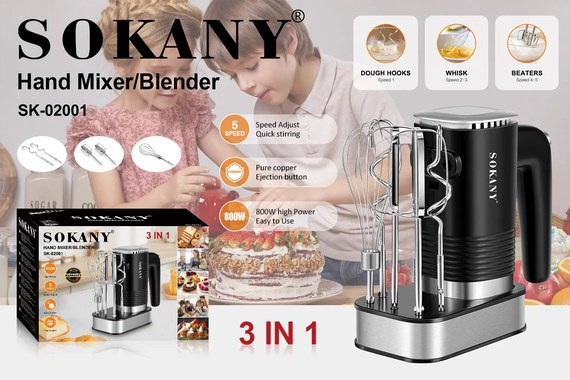 SOKANY®
Hand Mixer/Blender
SK-02001
DOUGH HOOKS
Speed 1
WHISK
Speed 2-3
BEATERS
Speed 4-5
5
SPEED
Speed Adjust
Quick stirring
Pure copper
Ejection button
800W
800W high Power
Easy to Use
SUGAR
SOKANY
SOKANY
3 IN 1
HAND MIXER/BLENDER
SK-02001
3 IN 1